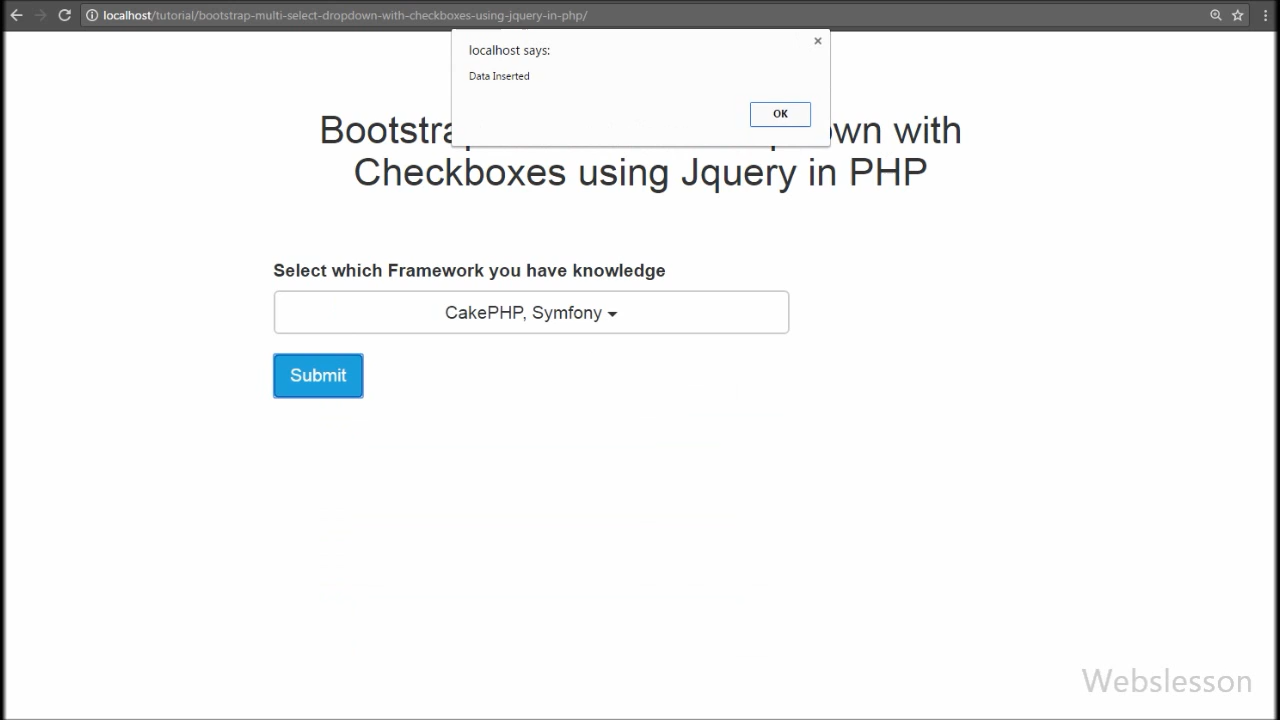 localhost/tutorial/bootstrap-multi-select-dropdown-with-checkboxes-using-jquery-in-php/
localhost says:
Data Inserted
OK
Bootstra own with
Checkboxes using Jquery in PHP
Select which Framework you have knowledge
CakePHP, Symfony
Submit
Webslesson